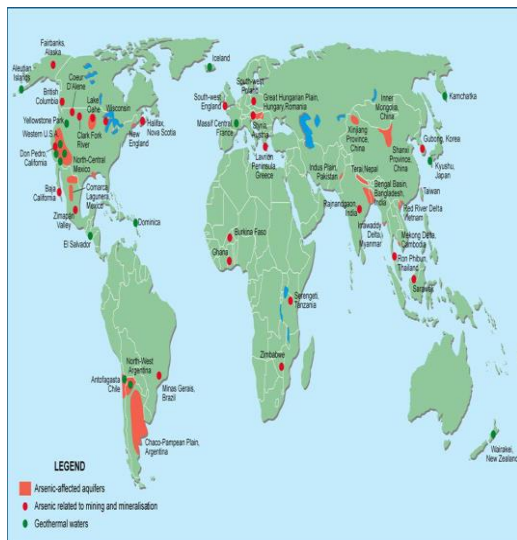 Fairbanks,
Alaska
Aleutian
Islands
Coeur
D'Alene
British
Columbia
Lake
Oahe
Wisconsin
Yellowstone Park
Western U.S.A
Clark Fork
River
New
England
Halifax,
Nova Scotia
Don Pedro,
California
North-Central
Mexico
Baja
California
Comarca
Lagunera,
Mexico
Zimapan
Valley
El Salvador
Dominica
Iceland
South-west
England
South-west
Poland
Great Hungarian Plain,
Hungary, Romania
Massif Central
France
Styria,
Austria
Lavrion
Peninsula
Greece
Inner
Mongolia,
China
Kamchatka
Xinjiang
Province,
China
Shanxi
Province,
China
Gubong, Korea
Kyushu,
Japan
Indus Plain,
Pakistan
Terai, Nepal
Bengal Basin,
Bangladesh,
India
Taiwan
Rajnandgaon
India
Red River Delta
Vietnam
Irrawaddy
Delta,
Myanmar
Mekong Delta,
Cambodia
Ron Phibun,
Thailand
Sarawak
Burkina Faso
Ghana
Serengeti,
Tanzania
Zimbabwe
North-West
Argentina
Antofagasta
Chile
Minas Gerais,
Brazil
Chaco-Pampean Plain,
Argentina
Wairakei,
New Zealand
LEGEND
Arsenic-affected aquifers
Arsenic related to mining and mineralisation
Geothermal waters